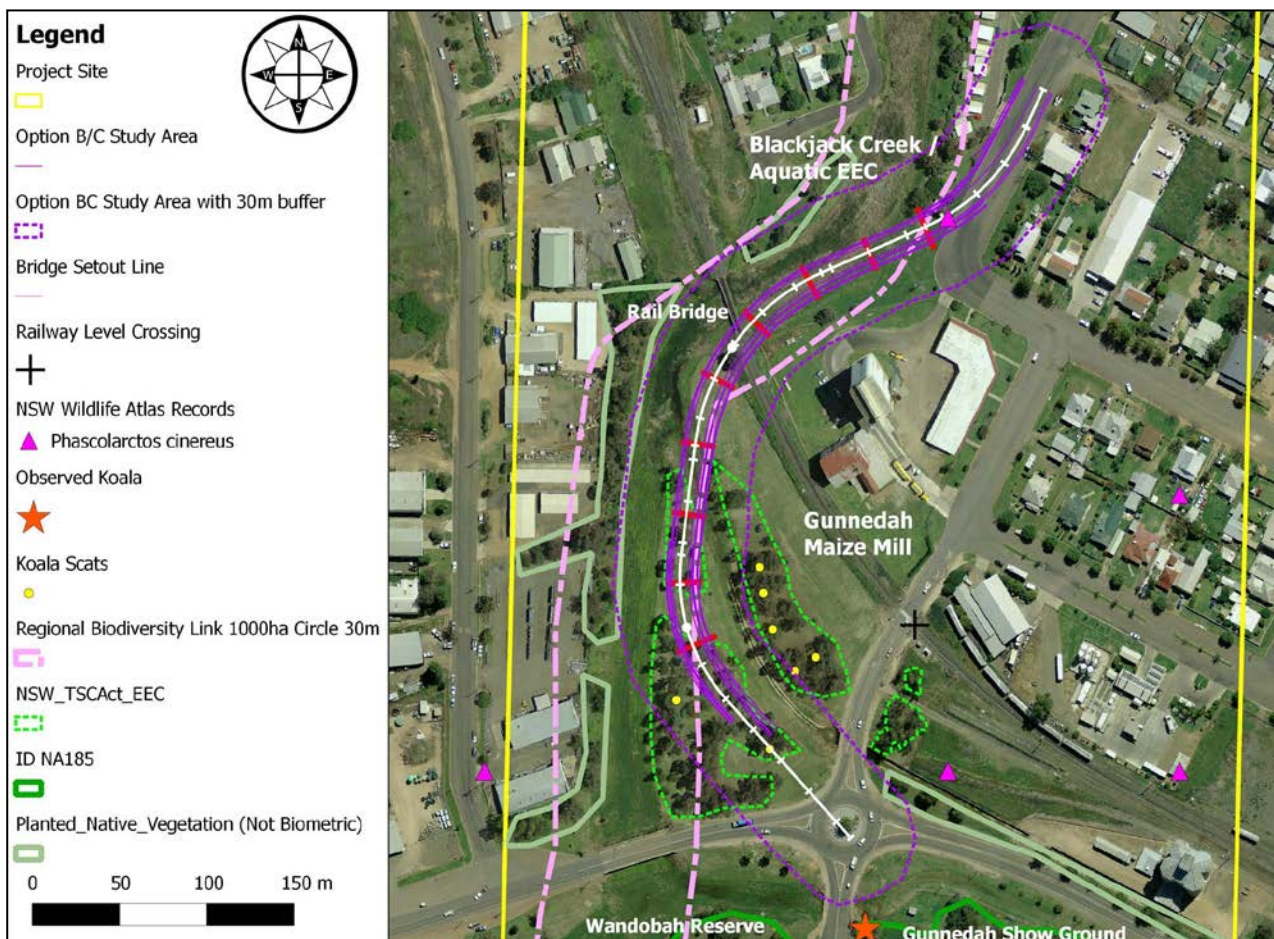 Legend
N
W
E
S
Project Site
Option B/C Study Area
Option BC Study Area with 30m buffer
Bridge Setout Line
Railway Level Crossing
NSW Wildlife Atlas Records
Phascolarctos cinereus
Observed Koala
Koala Scats
Regional Biodiversity Link 1000ha Circle 30m
NSW_TSCAct_EEC
ID NA185
Planted_Native_Vegetation (Not Biometric)
0 50 100 150 m
Blackjack Creek /
Aquatic EEC
Rail Bridge
Gunnedah
Maize Mill
Wandobah Reserve
Gunnedah Show Ground